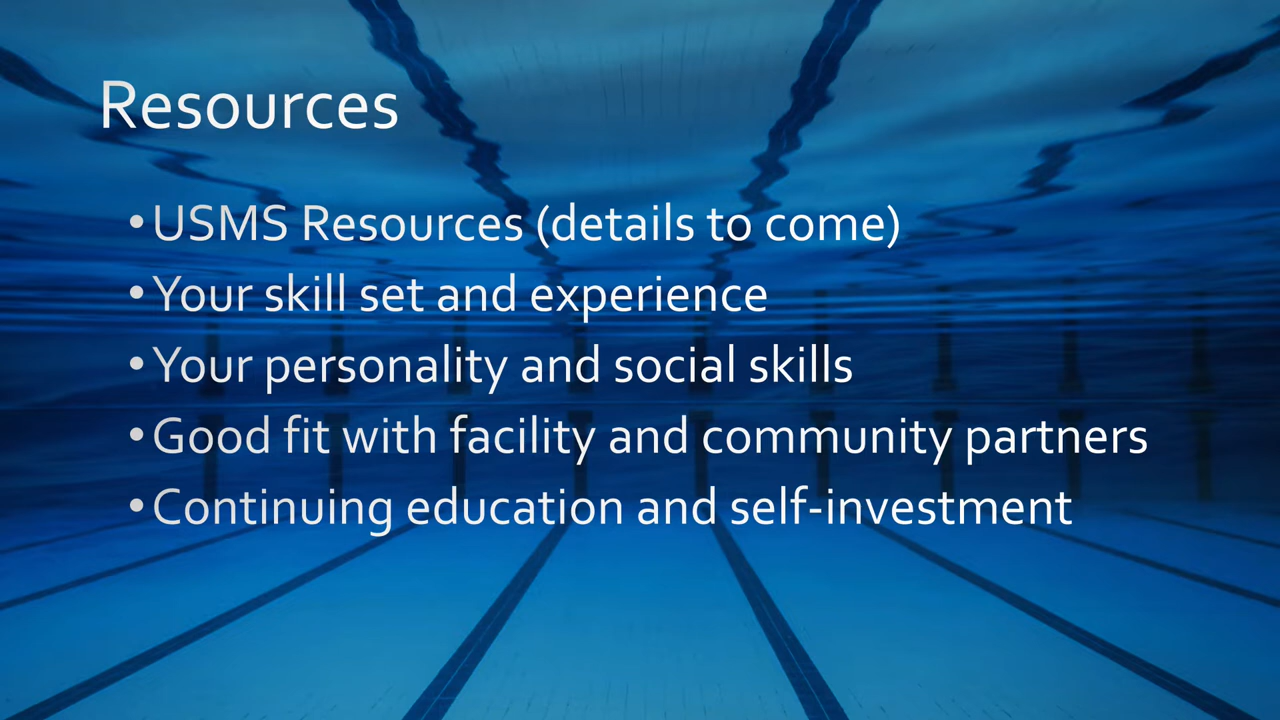 Resources
•USMS Resources (details to come)
•Your skill set and experience
•Your personality and social skills
•Good fit with facility and community partners
•Continuing education and self-investment